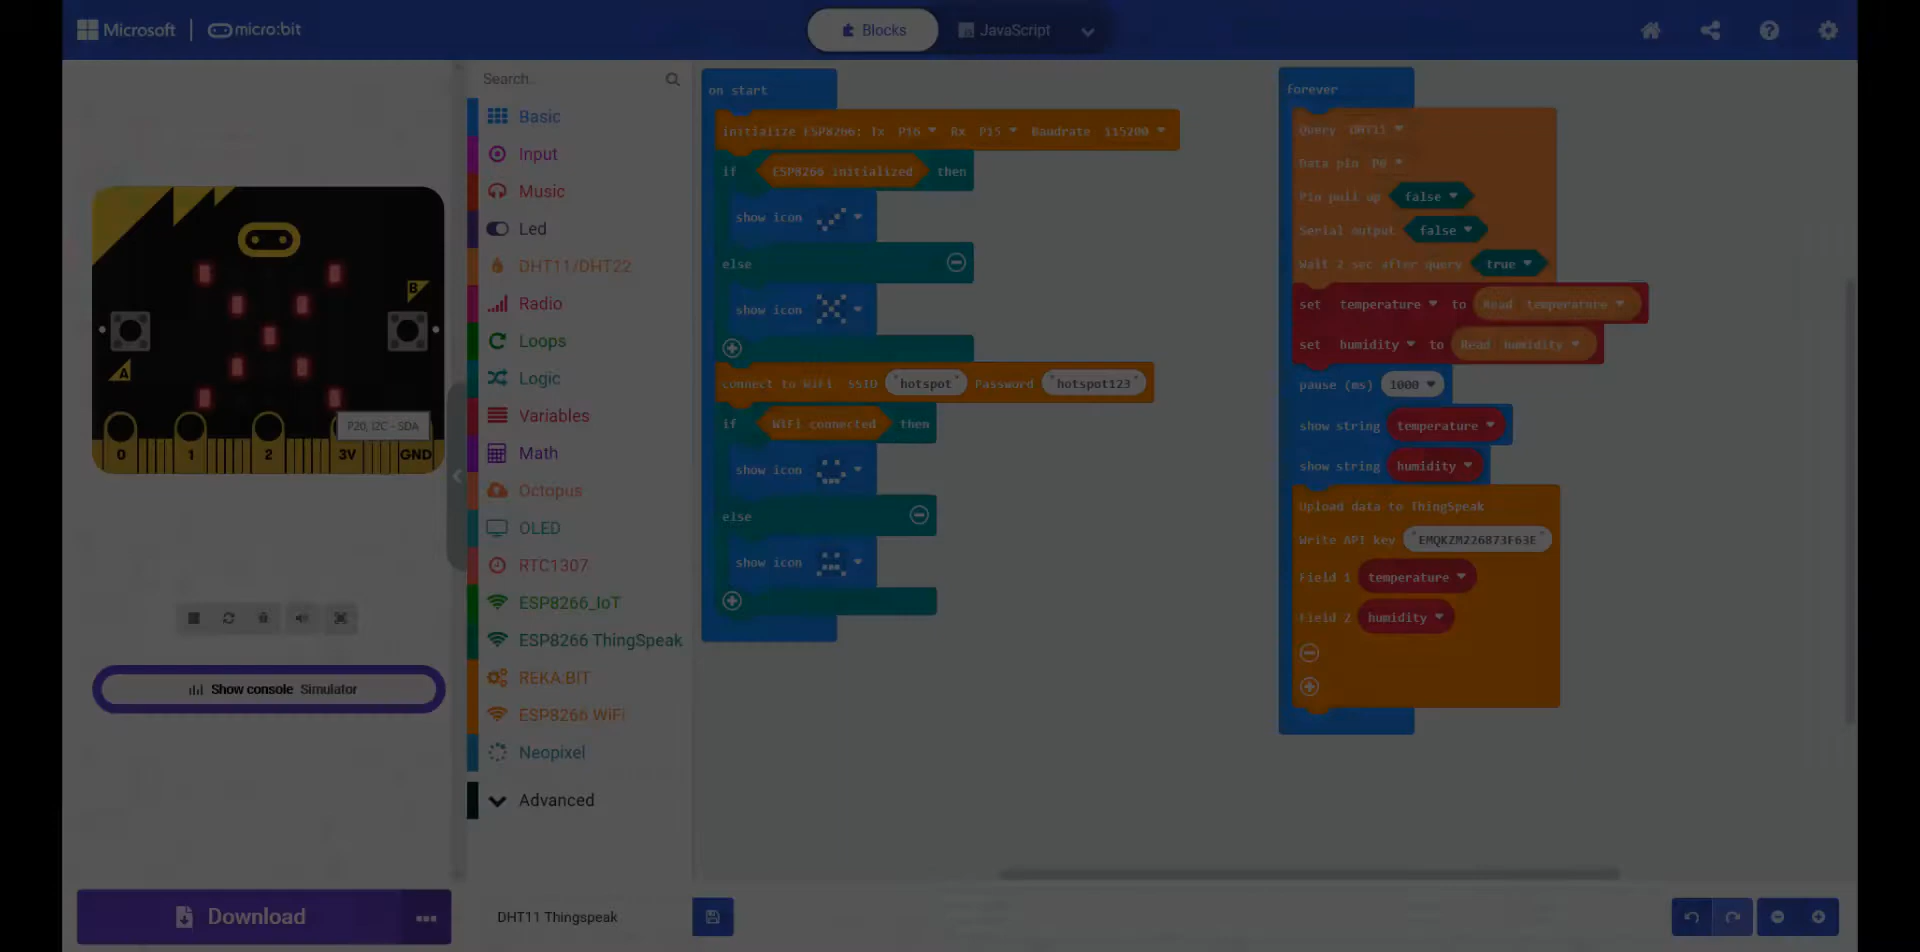 Microsoft micro:bit
Blocks
JavaScript
B
A
P20, I2C - SDA
0 1 2 3V GND
Show console Simulator
Download
Search...
Basic
Input
Music
Led
DHT11/DHT22
Radio
Loops
Logic
Variables
Math
Octopus
OLED
RTC1307
ESP8266_IoT
ESP8266 ThingSpeak
REKA:BIT
ESP8266 WiFi
Neopixel
Advanced
DHT11 Thingspeak
on start
initialize ESP8266: Tx P16 Rx P15 Baudrate 115200
if ESP8266 initialized then
show icon
else
show icon
connect to WiFi SSID "hotspot" Password "hotspot123"
if WiFi connected then
show icon
else
show icon
forever
Query DHT11
Data pin P0
Pin pull up false
Serial output false
Wait 2 sec after query true
set temperature to Read temperature
set humidity to Read humidity
pause (ms) 1000
show string temperature
show string humidity
Upload data to ThingSpeak
Write API key "EMQKZM226873F63E"
Field 1 temperature
Field 2 humidity